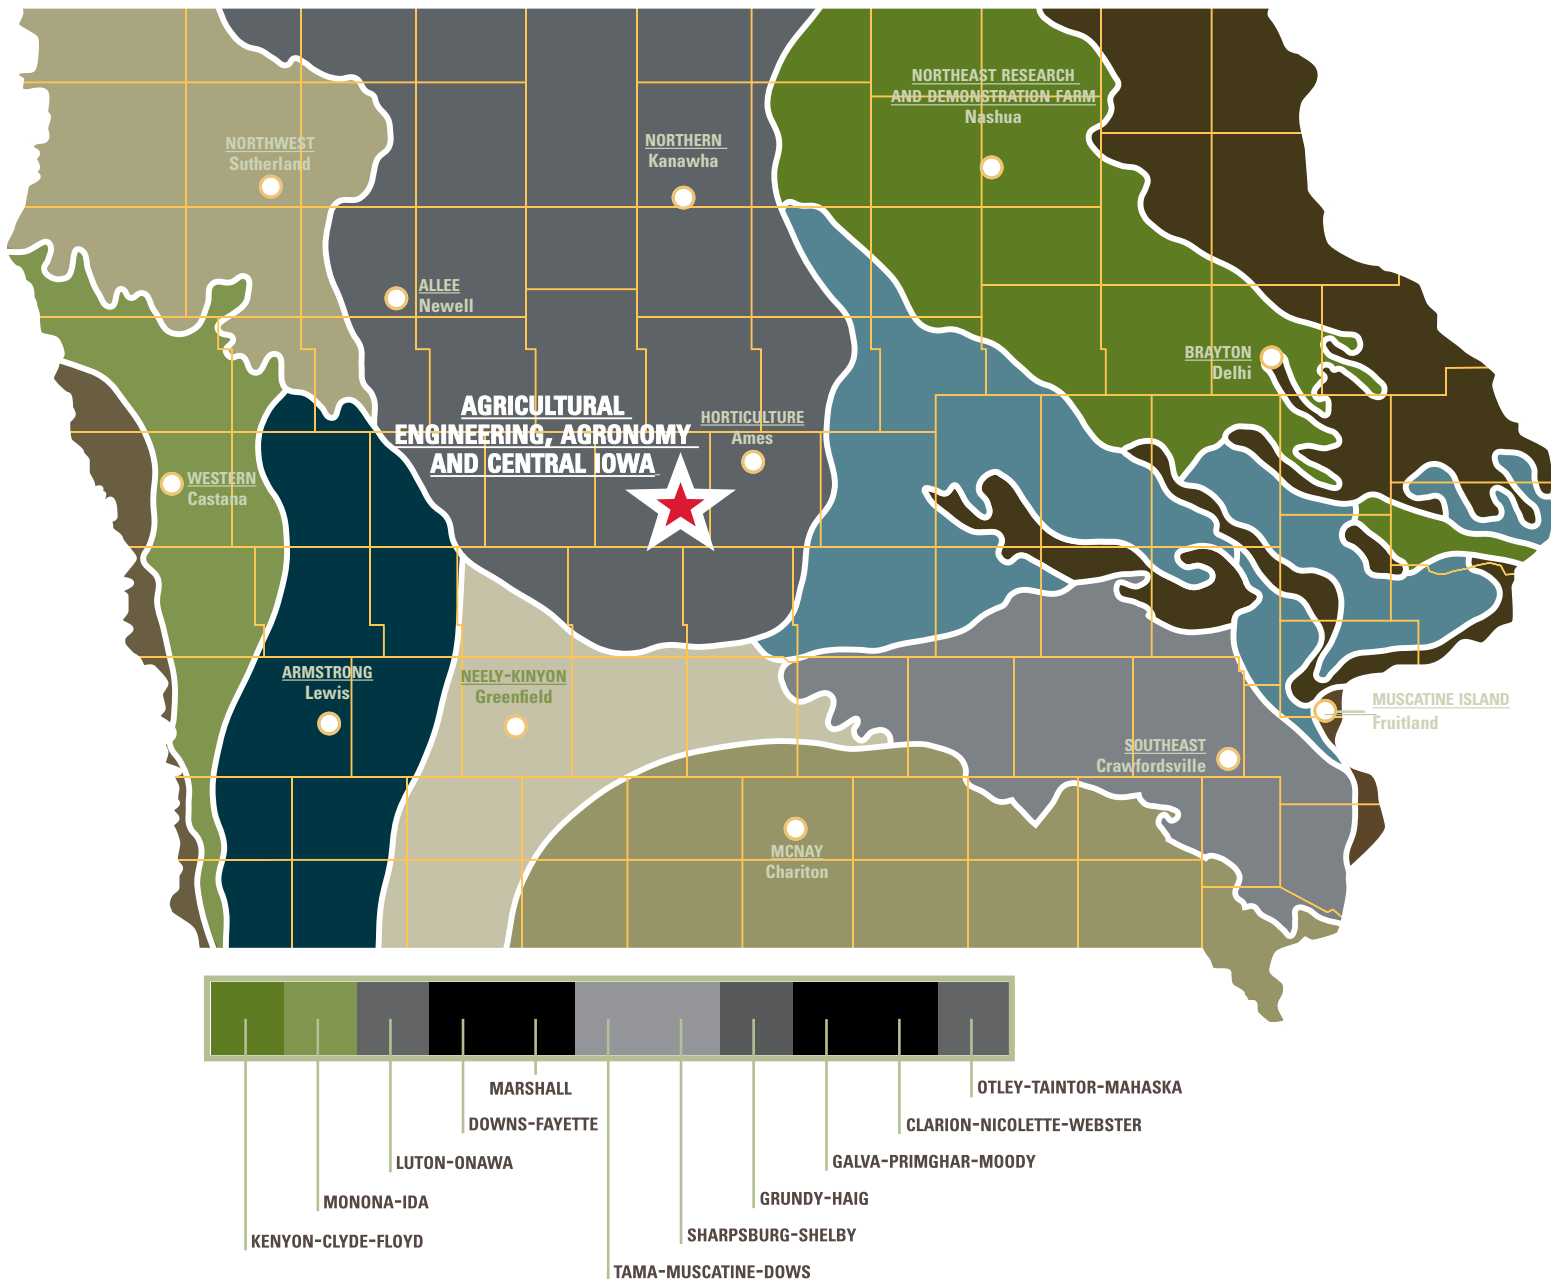 NORTHEAST RESEARCH
AND DEMONSTRATION FARM
Nashua
NORTHWEST
Sutherland
NORTHERN
Kanawha
ALLEE
Newell
BRAYTON
Delhi
AGRICULTURAL
ENGINEERING, AGRONOMY
AND CENTRAL IOWA
HORTICULTURE
Ames
WESTERN
Castana
ARMSTRONG
Lewis
NEELY-KINYON
Greenfield
MUSCATINE ISLAND
Fruitland
SOUTHEAST
Crawfordsville
MCNAY
Chariton
MARSHALL
OTLEY-TAINTOR-MAHASKA
DOWNS-FAYETTE
CLARION-NICOLETTE-WEBSTER
LUTON-ONAWA
GALVA-PRIMGHAR-MOODY
MONONA-IDA
GRUNDY-HAIG
KENYON-CLYDE-FLOYD
SHARPSBURG-SHELBY
TAMA-MUSCATINE-DOWS